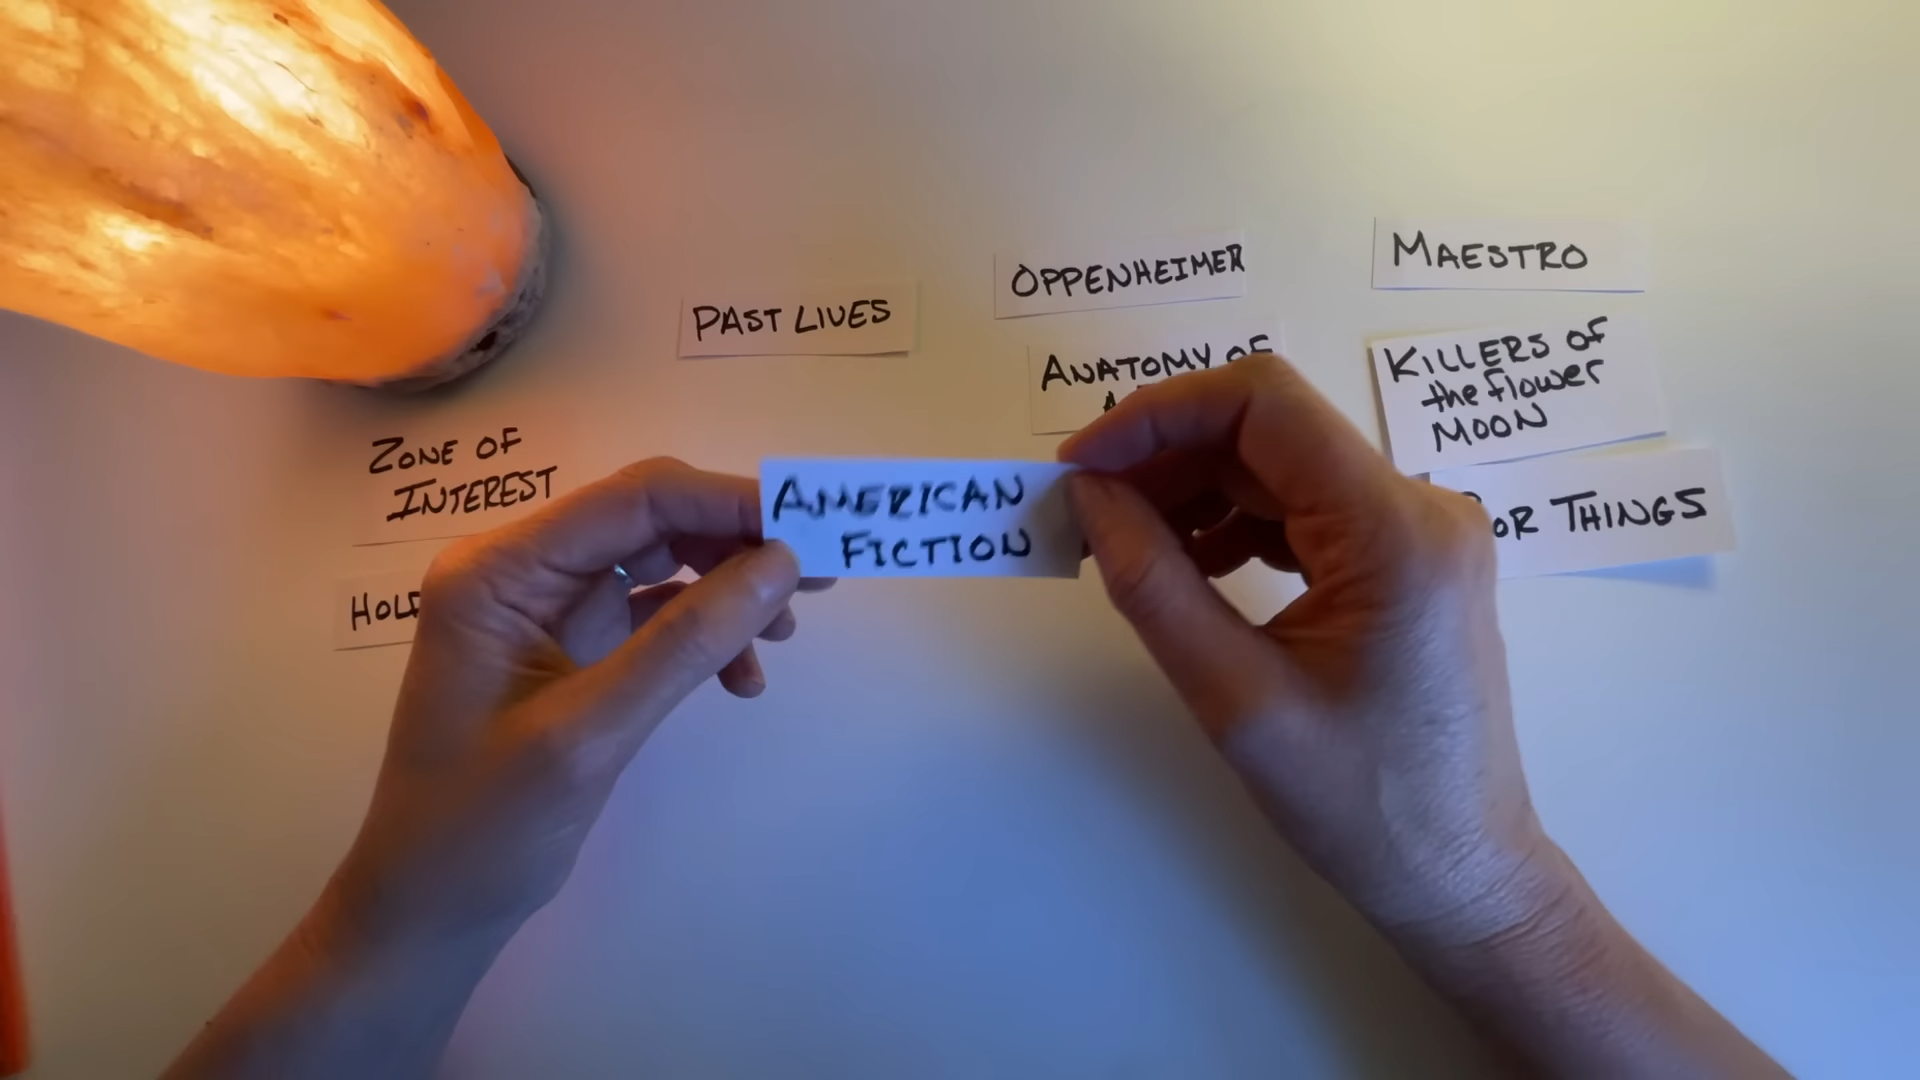 PAST LIVES
OPPENHEIMER
MAESTRO
ANATOMY OF
KILLERS OF
the flower
MOON
ZONE OF
INTEREST
AMERICAN
FICTION
THINGS